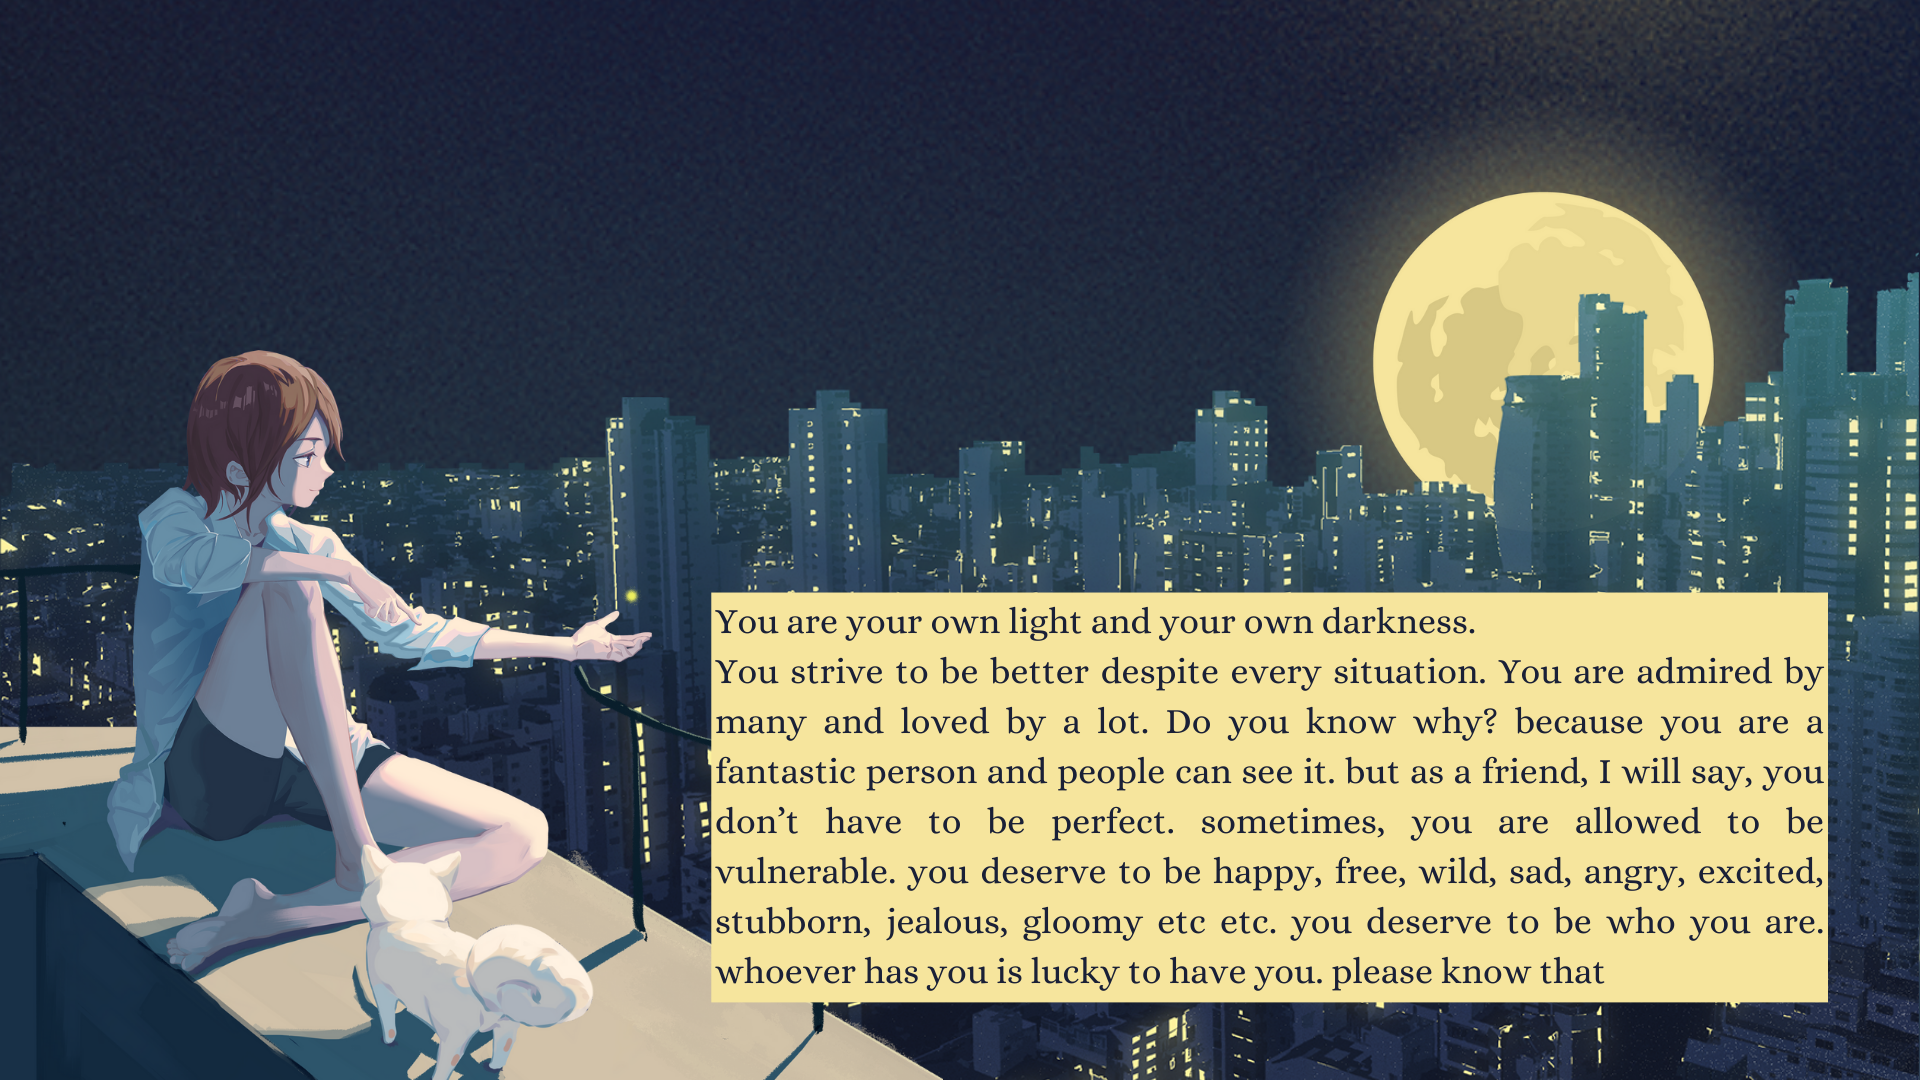 You are your own light and your own darkness.
You strive to be better despite every situation. You are admired by
many and loved by a lot. Do you know why? because you are a
fantastic person and people can see it. but as a friend, I will say, you
don’t have to be perfect. sometimes, you are allowed to be
vulnerable. you deserve to be happy, free, wild, sad, angry, excited,
stubborn, jealous, gloomy etc etc. you deserve to be who you are.
whoever has you is lucky to have you. please know that